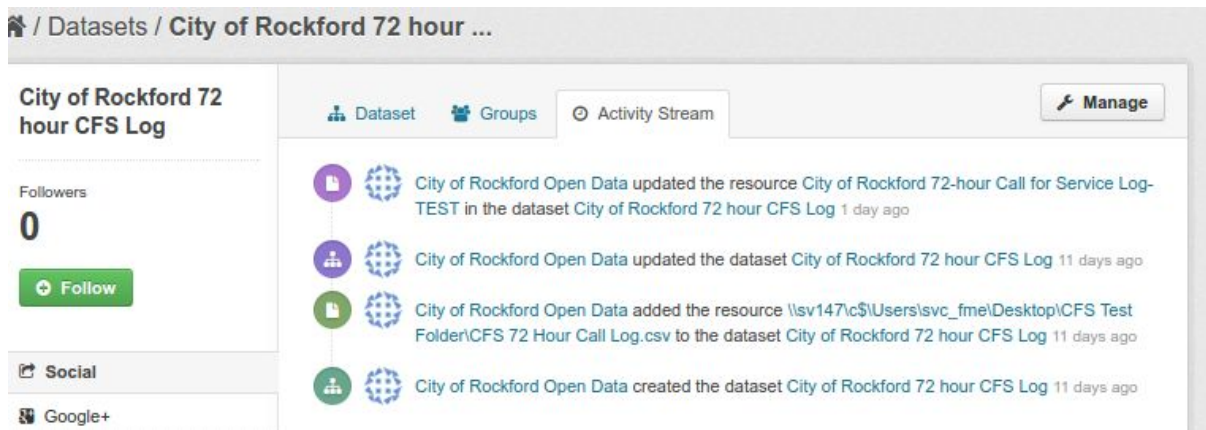 / Datasets / City of Rockford 72 hour ...
City of Rockford 72
hour CFS Log
Followers
0
Follow
Social
Google+
Dataset
Groups
Activity Stream
Manage
City of Rockford Open Data updated the resource City of Rockford 72-hour Call for Service Log-
TEST in the dataset City of Rockford 72 hour CFS Log 1 day ago
City of Rockford Open Data updated the dataset City of Rockford 72 hour CFS Log 11 days ago
City of Rockford Open Data added the resource \\sv147\c$\Users\svc_fme\Desktop\CFS Test
Folder\CFS 72 Hour Call Log.csv to the dataset City of Rockford 72 hour CFS Log 11 days ago
City of Rockford Open Data created the dataset City of Rockford 72 hour CFS Log 11 days ago